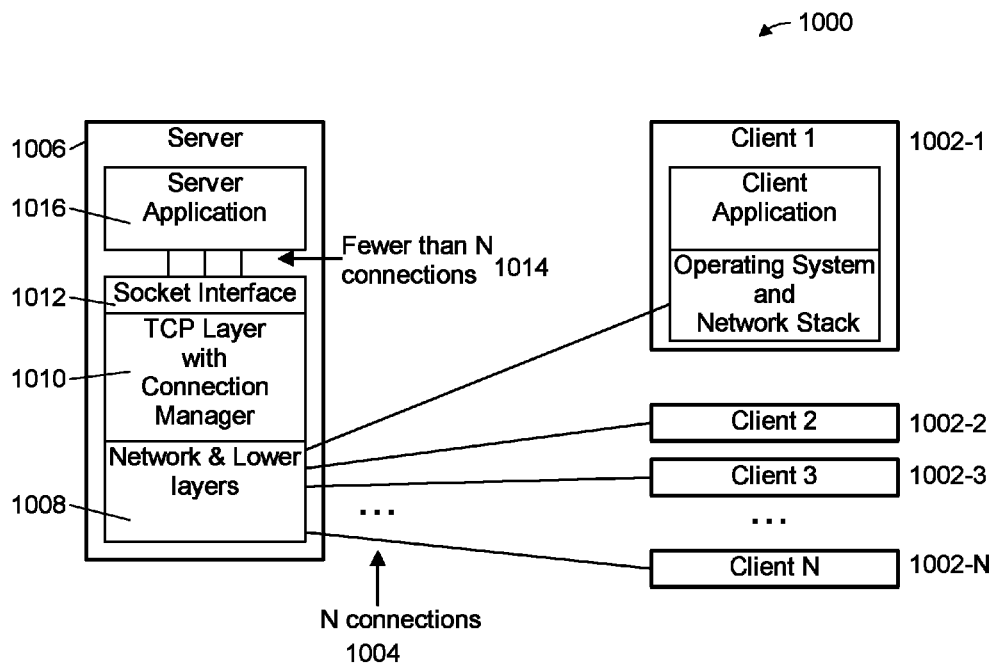 1000
1006
Server
Server
Application
1016
Fewer than N
connections 1014
1012
Socket Interface
TCP Layer
with
Connection
Manager
1010
Network & Lower
layers
1008
...
N connections
1004
Client 1
1002-1
Client
Application
Operating System
and
Network Stack
Client 2
1002-2
Client 3
1002-3
...
Client N
1002-N